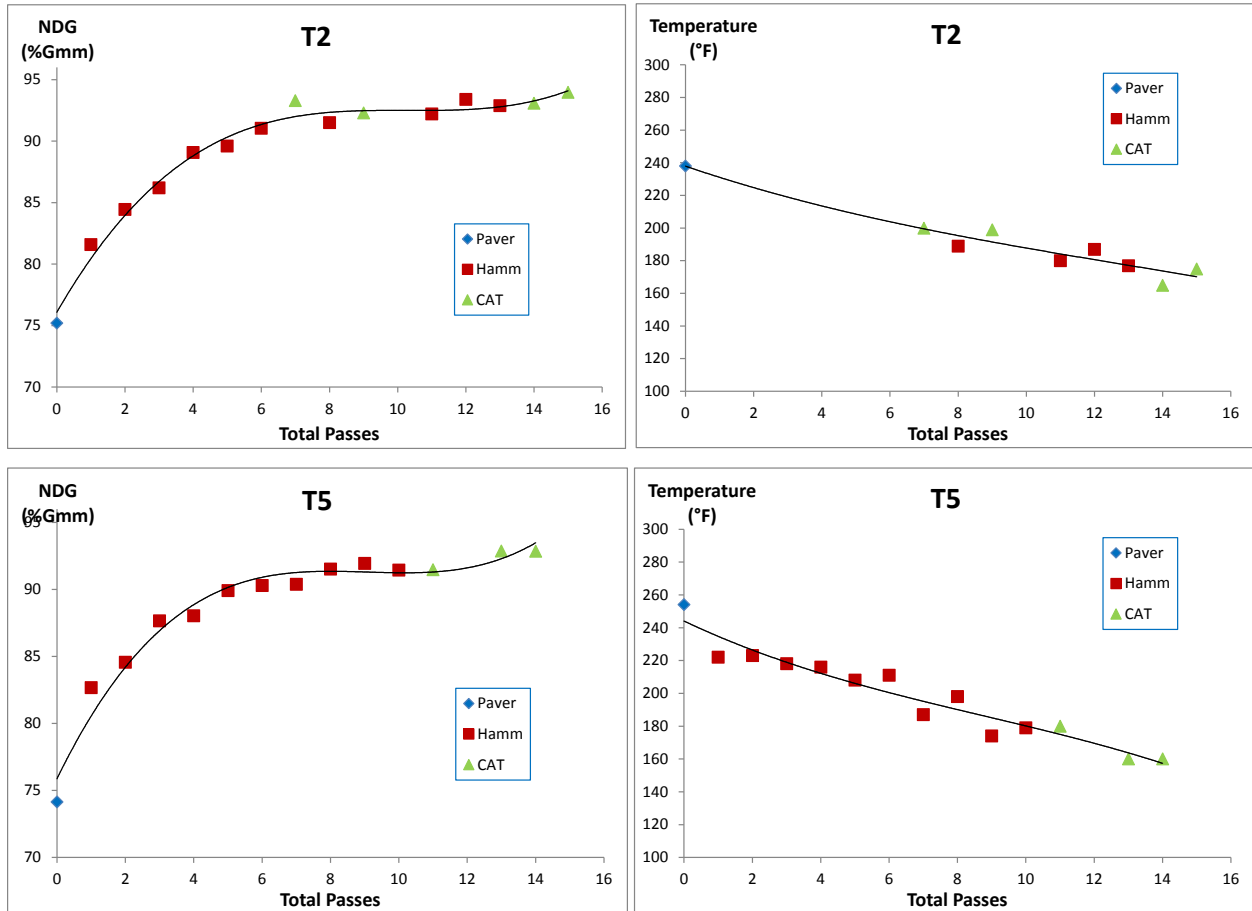 NDG
(%Gmm)
T2
95
90
85
80
75
70
0 2 4 6 8 10 12 14 16
Total Passes
Paver
Hamm
CAT
Temperature
(°F)
T2
300
280
260
240
220
200
180
160
140
120
100
0 2 4 6 8 10 12 14 16
Total Passes
Paver
Hamm
CAT
NDG
(%Gmm)
T5
95
90
85
80
75
70
0 2 4 6 8 10 12 14 16
Total Passes
Paver
Hamm
CAT
Temperature
(°F)
T5
300
280
260
240
220
200
180
160
140
120
100
0 2 4 6 8 10 12 14 16
Total Passes
Paver
Hamm
CAT